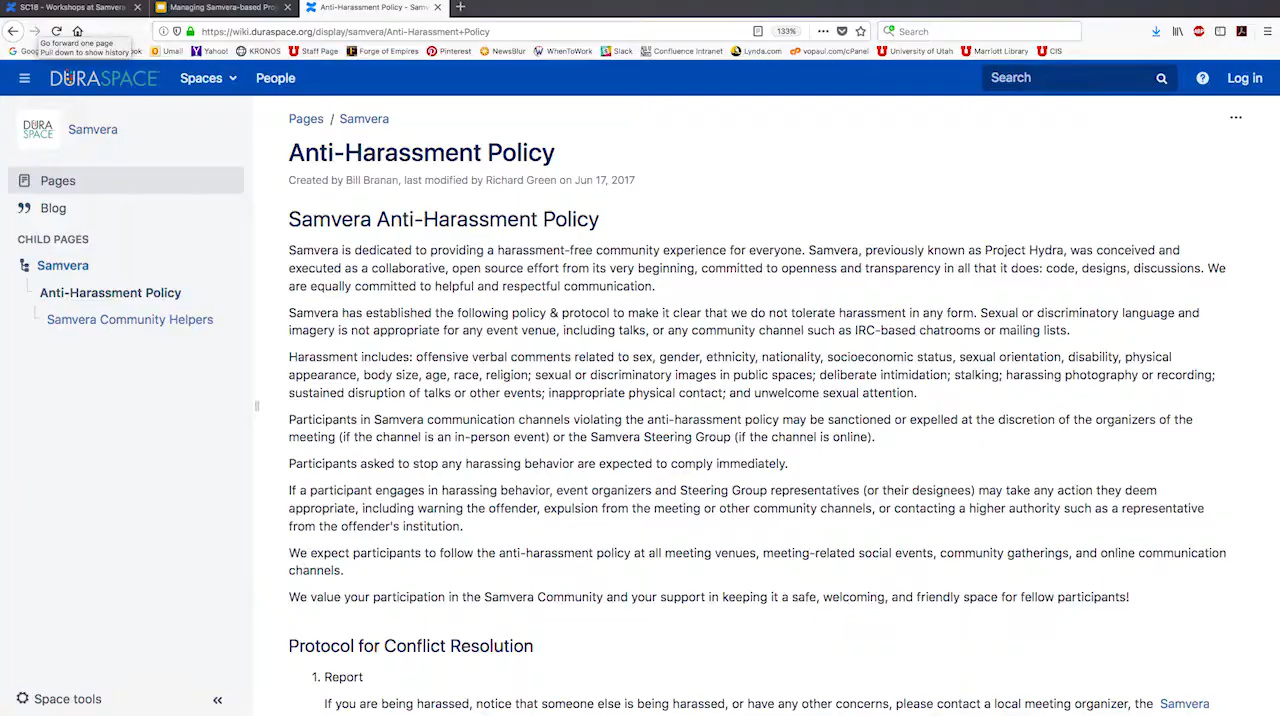 SC18 - Workshops at Samvera
Managing Samvera-based Pro
Anti-Harassment Policy - Samv
https://wiki.duraspace.org/display/samvera/Anti-Harassment+Policy
133%
Search
Go forward one page
Pull down to show history
Goog
ok
Umail
Yahoo!
KRONOS
Staff Page
Forge of Empires
Pinterest
NewsBlur
WhenToWork
Slack
Confluence Intranet
Lynda.com
vopaul.com/cPanel
University of Utah
Marriott Library
CIS
DURASPACE
Spaces
People
Search
Log in
DURA
SPACE
Samvera
Pages
Blog
CHILD PAGES
Samvera
Anti-Harassment Policy
Samvera Community Helpers
Space tools
Pages / Samvera
Anti-Harassment Policy
Created by Bill Branan, last modified by Richard Green on Jun 17, 2017
Samvera Anti-Harassment Policy
Samvera is dedicated to providing a harassment-free community experience for everyone. Samvera, previously known as Project Hydra, was conceived and
executed as a collaborative, open source effort from its very beginning, committed to openness and transparency in all that it does: code, designs, discussions. We
are equally committed to helpful and respectful communication.
Samvera has established the following policy & protocol to make it clear that we do not tolerate harassment in any form. Sexual or discriminatory language and
imagery is not appropriate for any event venue, including talks, or any community channel such as IRC-based chatrooms or mailing lists.
Harassment includes: offensive verbal comments related to sex, gender, ethnicity, nationality, socioeconomic status, sexual orientation, disability, physical
appearance, body size, age, race, religion; sexual or discriminatory images in public spaces; deliberate intimidation; stalking; harassing photography or recording;
sustained disruption of talks or other events; inappropriate physical contact; and unwelcome sexual attention.
Participants in Samvera communication channels violating the anti-harassment policy may be sanctioned or expelled at the discretion of the organizers of the
meeting (if the channel is an in-person event) or the Samvera Steering Group (if the channel is online).
Participants asked to stop any harassing behavior are expected to comply immediately.
If a participant engages in harassing behavior, event organizers and Steering Group representatives (or their designees) may take any action they deem
appropriate, including warning the offender, expulsion from the meeting or other community channels, or contacting a higher authority such as a representative
from the offender's institution.
We expect participants to follow the anti-harassment policy at all meeting venues, meeting-related social events, community gatherings, and online communication
channels.
We value your participation in the Samvera Community and your support in keeping it a safe, welcoming, and friendly space for fellow participants!
Protocol for Conflict Resolution
1. Report
If you are being harassed, notice that someone else is being harassed, or have any other concerns, please contact a local meeting organizer, the Samvera